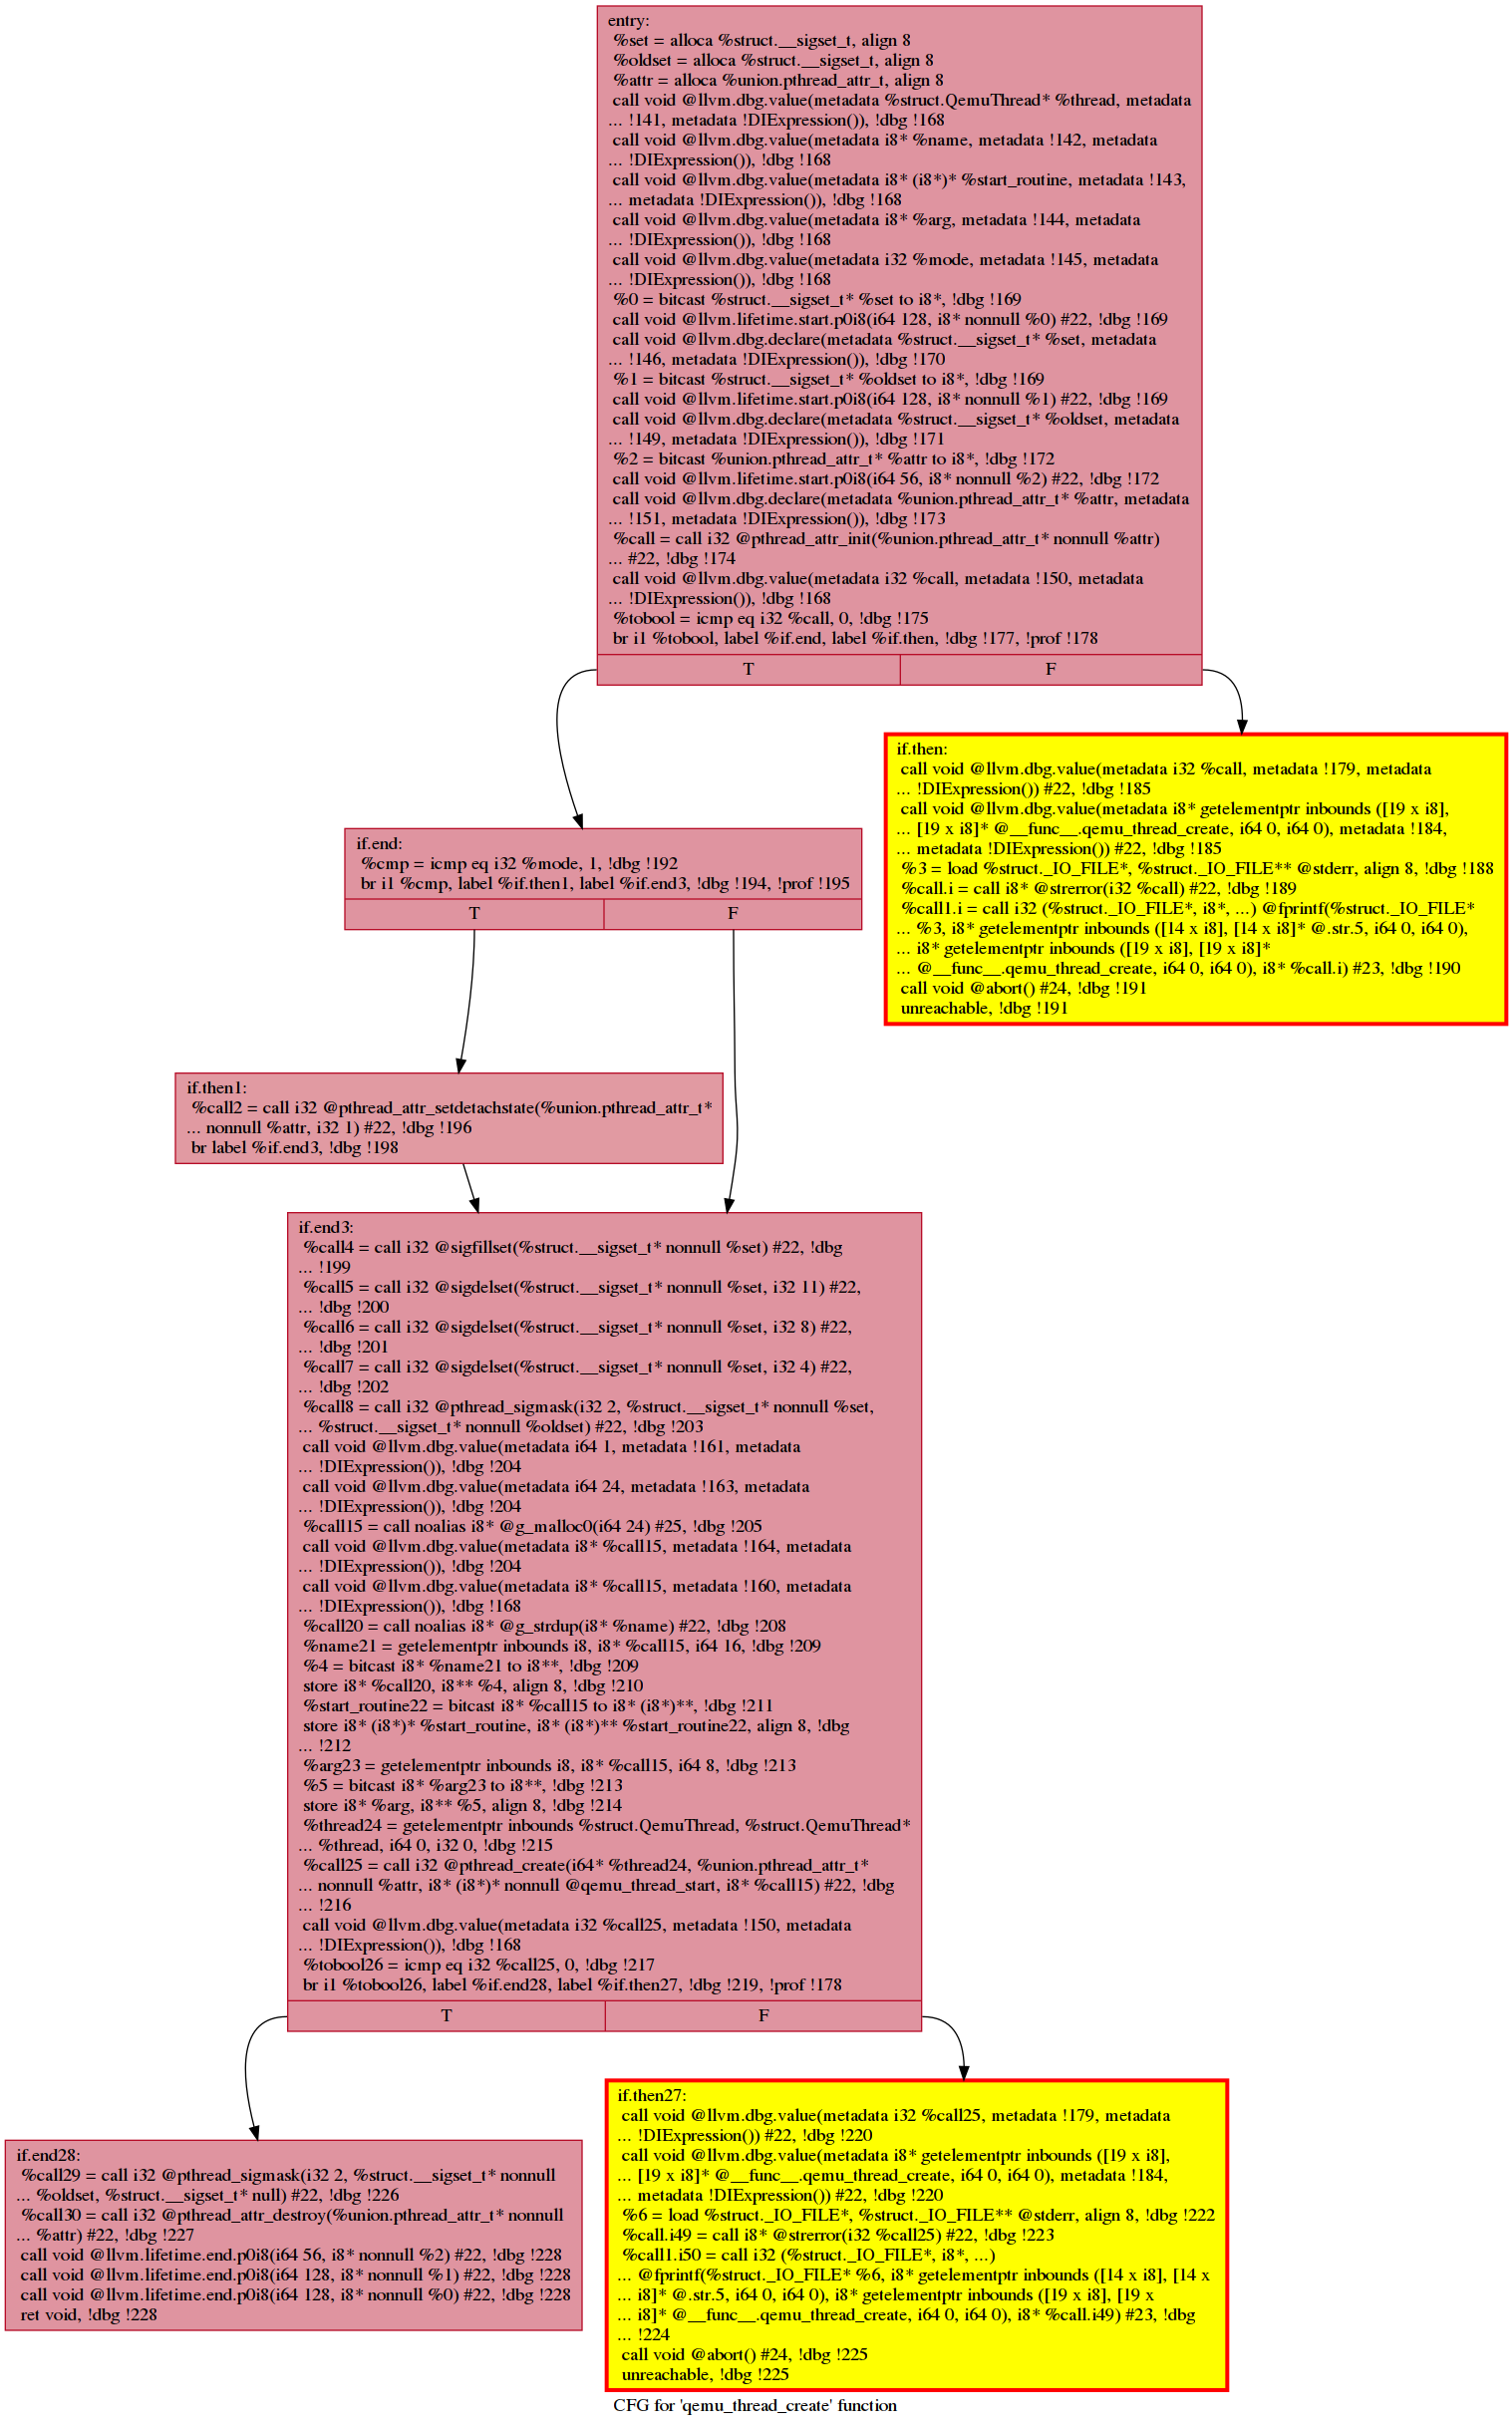 entry:
%set = alloca %struct.__sigset_t, align 8
%oldset = alloca %struct.__sigset_t, align 8
%attr = alloca %union.pthread_attr_t, align 8
call void @llvm.dbg.value(metadata %struct.QemuThread* %thread, metadata
... !141, metadata !DIExpression()), !dbg !168
call void @llvm.dbg.value(metadata i8* %name, metadata !142, metadata
... !DIExpression()), !dbg !168
call void @llvm.dbg.value(metadata i8* (i8*)* %start_routine, metadata !143,
... metadata !DIExpression()), !dbg !168
call void @llvm.dbg.value(metadata i8* %arg, metadata !144, metadata
... !DIExpression()), !dbg !168
call void @llvm.dbg.value(metadata i32 %mode, metadata !145, metadata
... !DIExpression()), !dbg !168
%0 = bitcast %struct.__sigset_t* %set to i8*, !dbg !169
call void @llvm.lifetime.start.p0i8(i64 128, i8* nonnull %0) #22, !dbg !169
call void @llvm.dbg.declare(metadata %struct.__sigset_t* %set, metadata
... !146, metadata !DIExpression()), !dbg !170
%1 = bitcast %struct.__sigset_t* %oldset to i8*, !dbg !169
call void @llvm.lifetime.start.p0i8(i64 128, i8* nonnull %1) #22, !dbg !169
call void @llvm.dbg.declare(metadata %struct.__sigset_t* %oldset, metadata
... !149, metadata !DIExpression()), !dbg !171
%2 = bitcast %union.pthread_attr_t* %attr to i8*, !dbg !172
call void @llvm.lifetime.start.p0i8(i64 56, i8* nonnull %2) #22, !dbg !172
call void @llvm.dbg.declare(metadata %union.pthread_attr_t* %attr, metadata
... !151, metadata !DIExpression()), !dbg !173
%call = call i32 @pthread_attr_init(%union.pthread_attr_t* nonnull %attr)
... #22, !dbg !174
call void @llvm.dbg.value(metadata i32 %call, metadata !150, metadata
... !DIExpression()), !dbg !168
%tobool = icmp eq i32 %call, 0, !dbg !175
br i1 %tobool, label %if.end, label %if.then, !dbg !177, !prof !178
T F
if.then:
call void @llvm.dbg.value(metadata i32 %call, metadata !179, metadata
... !DIExpression()) #22, !dbg !185
call void @llvm.dbg.value(metadata i8* getelementptr inbounds ([19 x i8],
... [19 x i8]* @__func__.qemu_thread_create, i64 0, i64 0), metadata !184,
... metadata !DIExpression()) #22, !dbg !185
%3 = load %struct._IO_FILE*, %struct._IO_FILE** @stderr, align 8, !dbg !188
%call.i = call i8* @strerror(i32 %call) #22, !dbg !189
%call1.i = call i32 (%struct._IO_FILE*, i8*, ...) @fprintf(%struct._IO_FILE*
... %3, i8* getelementptr inbounds ([14 x i8], [14 x i8]* @.str.5, i64 0, i64 0),
... i8* getelementptr inbounds ([19 x i8], [19 x i8]*
... @__func__.qemu_thread_create, i64 0, i64 0), i8* %call.i) #23, !dbg !190
call void @abort() #24, !dbg !191
unreachable, !dbg !191
if.end:
%cmp = icmp eq i32 %mode, 1, !dbg !192
br i1 %cmp, label %if.then1, label %if.end3, !dbg !194, !prof !195
T F
if.then1:
%call2 = call i32 @pthread_attr_setdetachstate(%union.pthread_attr_t*
... nonnull %attr, i32 1) #22, !dbg !196
br label %if.end3, !dbg !198
if.end3:
%call4 = call i32 @sigfillset(%struct.__sigset_t* nonnull %set) #22, !dbg
... !199
%call5 = call i32 @sigdelset(%struct.__sigset_t* nonnull %set, i32 11) #22,
... !dbg !200
%call6 = call i32 @sigdelset(%struct.__sigset_t* nonnull %set, i32 8) #22,
... !dbg !201
%call7 = call i32 @sigdelset(%struct.__sigset_t* nonnull %set, i32 4) #22,
... !dbg !202
%call8 = call i32 @pthread_sigmask(i32 2, %struct.__sigset_t* nonnull %set,
... %struct.__sigset_t* nonnull %oldset) #22, !dbg !203
call void @llvm.dbg.value(metadata i64 1, metadata !161, metadata
... !DIExpression()), !dbg !204
call void @llvm.dbg.value(metadata i64 24, metadata !163, metadata
... !DIExpression()), !dbg !204
%call15 = call noalias i8* @g_malloc0(i64 24) #25, !dbg !205
call void @llvm.dbg.value(metadata i8* %call15, metadata !164, metadata
... !DIExpression()), !dbg !204
call void @llvm.dbg.value(metadata i8* %call15, metadata !160, metadata
... !DIExpression()), !dbg !168
%call20 = call noalias i8* @g_strdup(i8* %name) #22, !dbg !208
%name21 = getelementptr inbounds i8, i8* %call15, i64 16, !dbg !209
%4 = bitcast i8* %name21 to i8**, !dbg !209
store i8* %call20, i8** %4, align 8, !dbg !210
%start_routine22 = bitcast i8* %call15 to i8* (i8*)**, !dbg !211
store i8* (i8*)* %start_routine, i8* (i8*)** %start_routine22, align 8, !dbg
... !212
%arg23 = getelementptr inbounds i8, i8* %call15, i64 8, !dbg !213
%5 = bitcast i8* %arg23 to i8**, !dbg !213
store i8* %arg, i8** %5, align 8, !dbg !214
%thread24 = getelementptr inbounds %struct.QemuThread, %struct.QemuThread*
... %thread, i64 0, i32 0, !dbg !215
%call25 = call i32 @pthread_create(i64* %thread24, %union.pthread_attr_t*
... nonnull %attr, i8* (i8*)* nonnull @qemu_thread_start, i8* %call15) #22, !dbg
... !216
call void @llvm.dbg.value(metadata i32 %call25, metadata !150, metadata
... !DIExpression()), !dbg !168
%tobool26 = icmp eq i32 %call25, 0, !dbg !217
br i1 %tobool26, label %if.end28, label %if.then27, !dbg !219, !prof !178
T F
if.end28:
%call29 = call i32 @pthread_sigmask(i32 2, %struct.__sigset_t* nonnull
... %oldset, %struct.__sigset_t* null) #22, !dbg !226
%call30 = call i32 @pthread_attr_destroy(%union.pthread_attr_t* nonnull
... %attr) #22, !dbg !227
call void @llvm.lifetime.end.p0i8(i64 56, i8* nonnull %2) #22, !dbg !228
call void @llvm.lifetime.end.p0i8(i64 128, i8* nonnull %1) #22, !dbg !228
call void @llvm.lifetime.end.p0i8(i64 128, i8* nonnull %0) #22, !dbg !228
ret void, !dbg !228
if.then27:
call void @llvm.dbg.value(metadata i32 %call25, metadata !179, metadata
... !DIExpression()) #22, !dbg !220
call void @llvm.dbg.value(metadata i8* getelementptr inbounds ([19 x i8],
... [19 x i8]* @__func__.qemu_thread_create, i64 0, i64 0), metadata !184,
... metadata !DIExpression()) #22, !dbg !220
%6 = load %struct._IO_FILE*, %struct._IO_FILE** @stderr, align 8, !dbg !222
%call.i49 = call i8* @strerror(i32 %call25) #22, !dbg !223
%call1.i50 = call i32 (%struct._IO_FILE*, i8*, ...)
... @fprintf(%struct._IO_FILE* %6, i8* getelementptr inbounds ([14 x i8], [14 x
... i8]* @.str.5, i64 0, i64 0), i8* getelementptr inbounds ([19 x i8], [19 x
... i8]* @__func__.qemu_thread_create, i64 0, i64 0), i8* %call.i49) #23, !dbg
... !224
call void @abort() #24, !dbg !225
unreachable, !dbg !225
CFG for 'qemu_thread_create' function